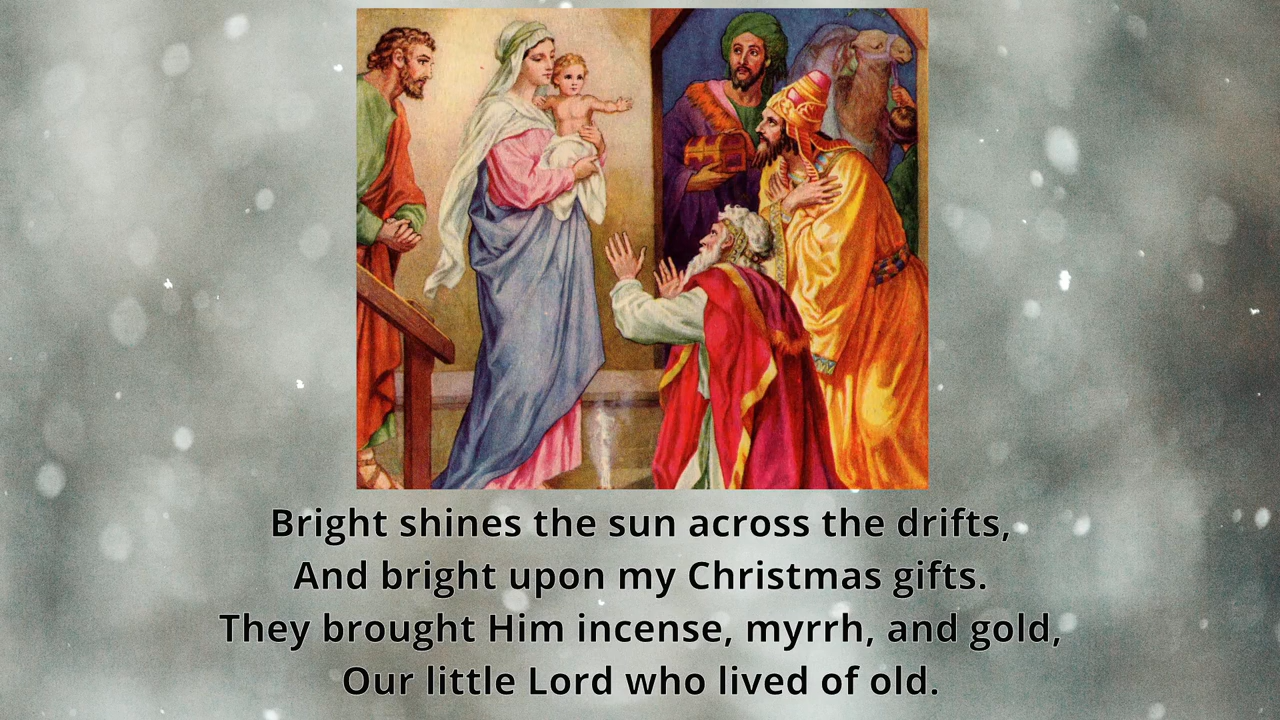 Bright shines the sun across the drifts,
And bright upon my Christmas gifts.
They brought Him incense, myrrh, and gold,
Our little Lord who lived of old.